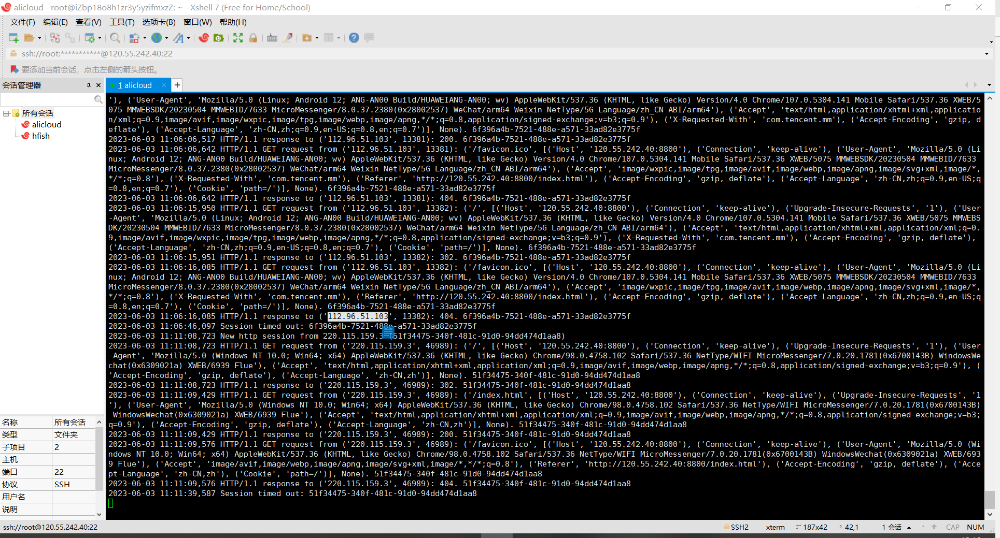 alicloud - root@iZbp18o8h1zr3y5yzifmxzZ: ~ - Xshell 7 (Free for Home/School)
文件(F) 编辑(E) 查看(V) 工具(T) 选项卡(B) 窗口(W) 帮助(H)
ssh://root:***********@120.55.242.40:22
要添加当前会话，点击左侧的箭头按钮。
会话管理器
1 alicloud
所有会话
alicloud
hfish
'), ('User-Agent', 'Mozilla/5.0 (Linux; Android 12; ANG-AN00 Build/HUAWEIANG-AN00; wv) AppleWebKit/537.36 (KHTML, like Gecko) Version/4.0 Chrome/107.0.5304.141 Mobile Safari/537.36 XWEB/5
075 MMWEBSDK/20230504 MMWEBID/7633 MicroMessenger/8.0.37.2380(0x28002537) WeChat/arm64 Weixin NetType/5G Language/zh_CN ABI/arm64'), ('Accept', 'text/html,application/xhtml+xml,applicatio
n/xml;q=0.9,image/avif,image/wxpic,image/tpg,image/webp,image/apng,*/*;q=0.8,application/signed-exchange;v=b3;q=0.9'), ('X-Requested-With', 'com.tencent.mm'), ('Accept-Encoding', 'gzip, d
eflate'), ('Accept-Language', 'zh-CN,zh;q=0.9,en-US;q=0.8,en;q=0.7')], None). 6f396a4b-7521-488e-a571-33ad82e3775f
2023-06-03 11:06:06,517 HTTP/1.1 response to ('112.96.51.103', 13381): 200. 6f396a4b-7521-488e-a571-33ad82e3775f
2023-06-03 11:06:06,642 HTTP/1.1 GET request from ('112.96.51.103', 13381): ('/favicon.ico', [('Host', '120.55.242.40:8800'), ('Connection', 'keep-alive'), ('User-Agent', 'Mozilla/5.0 (Li
nux; Android 12; ANG-AN00 Build/HUAWEIANG-AN00; wv) AppleWebKit/537.36 (KHTML, like Gecko) Version/4.0 Chrome/107.0.5304.141 Mobile Safari/537.36 XWEB/5075 MMWEBSDK/20230504 MMWEBID/7633
MicroMessenger/8.0.37.2380(0x28002537) WeChat/arm64 Weixin NetType/5G Language/zh_CN ABI/arm64'), ('Accept', 'image/wxpic,image/tpg,image/avif,image/webp,image/apng,image/svg+xml,image/*,
*/*;q=0.8'), ('X-Requested-With', 'com.tencent.mm'), ('Referer', 'http://120.55.242.40:8800/index.html'), ('Accept-Encoding', 'gzip, deflate'), ('Accept-Language', 'zh-CN,zh;q=0.9,en-US;q
=0.8,en;q=0.7'), ('Cookie', 'path=/')], None). 6f396a4b-7521-488e-a571-33ad82e3775f
2023-06-03 11:06:06,642 HTTP/1.1 response to ('112.96.51.103', 13381): 404. 6f396a4b-7521-488e-a571-33ad82e3775f
2023-06-03 11:06:15,950 HTTP/1.1 GET request from ('112.96.51.103', 13382): ('/', [('Host', '120.55.242.40:8800'), ('Connection', 'keep-alive'), ('Upgrade-Insecure-Requests', '1'), ('User
-Agent', 'Mozilla/5.0 (Linux; Android 12; ANG-AN00 Build/HUAWEIANG-AN00; wv) AppleWebKit/537.36 (KHTML, like Gecko) Version/4.0 Chrome/107.0.5304.141 Mobile Safari/537.36 XWEB/5075 MMWEBS
DK/20230504 MMWEBID/7633 MicroMessenger/8.0.37.2380(0x28002537) WeChat/arm64 Weixin NetType/5G Language/zh_CN ABI/arm64'), ('Accept', 'text/html,application/xhtml+xml,application/xml;q=0.
9,image/avif,image/wxpic,image/tpg,image/webp,image/apng,*/*;q=0.8,application/signed-exchange;v=b3;q=0.9'), ('X-Requested-With', 'com.tencent.mm'), ('Accept-Encoding', 'gzip, deflate'),
('Accept-Language', 'zh-CN,zh;q=0.9,en-US;q=0.8,en;q=0.7'), ('Cookie', 'path=/')], None). 6f396a4b-7521-488e-a571-33ad82e3775f
2023-06-03 11:06:15,951 HTTP/1.1 response to ('112.96.51.103', 13382): 302. 6f396a4b-7521-488e-a571-33ad82e3775f
2023-06-03 11:06:16,085 HTTP/1.1 GET request from ('112.96.51.103', 13382): ('/favicon.ico', [('Host', '120.55.242.40:8800'), ('Connection', 'keep-alive'), ('User-Agent', 'Mozilla/5.0 (Li
nux; Android 12; ANG-AN00 Build/HUAWEIANG-AN00; wv) AppleWebKit/537.36 (KHTML, like Gecko) Version/4.0 Chrome/107.0.5304.141 Mobile Safari/537.36 XWEB/5075 MMWEBSDK/20230504 MMWEBID/7633
MicroMessenger/8.0.37.2380(0x28002537) WeChat/arm64 Weixin NetType/5G Language/zh_CN ABI/arm64'), ('Accept', 'image/wxpic,image/tpg,image/avif,image/webp,image/apng,image/svg+xml,image/*,
*/*;q=0.8'), ('X-Requested-With', 'com.tencent.mm'), ('Referer', 'http://120.55.242.40:8800/index.html'), ('Accept-Encoding', 'gzip, deflate'), ('Accept-Language', 'zh-CN,zh;q=0.9,en-US;q
=0.8,en;q=0.7'), ('Cookie', 'path=/')], None). 6f396a4b-7521-488e-a571-33ad82e3775f
2023-06-03 11:06:16,085 HTTP/1.1 response to ('112.96.51.103', 13382): 404. 6f396a4b-7521-488e-a571-33ad82e3775f
2023-06-03 11:06:46,097 Session timed out: 6f396a4b-7521-488e-a571-33ad82e3775f
2023-06-03 11:11:08,723 New http session from 220.115.159.3 (51f34475-340f-481c-91d0-94dd474d1aa8)
2023-06-03 11:11:08,723 HTTP/1.1 GET request from ('220.115.159.3', 46989): ('/', [('Host', '120.55.242.40:8800'), ('Connection', 'keep-alive'), ('Upgrade-Insecure-Requests', '1'), ('User
-Agent', 'Mozilla/5.0 (Windows NT 10.0; Win64; x64) AppleWebKit/537.36 (KHTML, like Gecko) Chrome/98.0.4758.102 Safari/537.36 NetType/WIFI MicroMessenger/7.0.20.1781(0x6700143B) WindowsWe
chat(0x6309021a) XWEB/6939 Flue'), ('Accept', 'text/html,application/xhtml+xml,application/xml;q=0.9,image/avif,image/webp,image/apng,*/*;q=0.8,application/signed-exchange;v=b3;q=0.9'), (
'Accept-Encoding', 'gzip, deflate'), ('Accept-Language', 'zh-CN,zh')], None). 51f34475-340f-481c-91d0-94dd474d1aa8
2023-06-03 11:11:08,723 HTTP/1.1 response to ('220.115.159.3', 46989): 302. 51f34475-340f-481c-91d0-94dd474d1aa8
2023-06-03 11:11:09,429 HTTP/1.1 GET request from ('220.115.159.3', 46989): ('/index.html', [('Host', '120.55.242.40:8800'), ('Connection', 'keep-alive'), ('Upgrade-Insecure-Requests', '1
'), ('User-Agent', 'Mozilla/5.0 (Windows NT 10.0; Win64; x64) AppleWebKit/537.36 (KHTML, like Gecko) Chrome/98.0.4758.102 Safari/537.36 NetType/WIFI MicroMessenger/7.0.20.1781(0x6700143B)
 WindowsWechat(0x6309021a) XWEB/6939 Flue'), ('Accept', 'text/html,application/xhtml+xml,application/xml;q=0.9,image/avif,image/webp,image/apng,*/*;q=0.8,application/signed-exchange;v=b3;
q=0.9'), ('Accept-Encoding', 'gzip, deflate'), ('Accept-Language', 'zh-CN,zh')], None). 51f34475-340f-481c-91d0-94dd474d1aa8
2023-06-03 11:11:09,429 HTTP/1.1 response to ('220.115.159.3', 46989): 200. 51f34475-340f-481c-91d0-94dd474d1aa8
2023-06-03 11:11:09,576 HTTP/1.1 GET request from ('220.115.159.3', 46989): ('/favicon.ico', [('Host', '120.55.242.40:8800'), ('Connection', 'keep-alive'), ('User-Agent', 'Mozilla/5.0 (Wi
ndows NT 10.0; Win64; x64) AppleWebKit/537.36 (KHTML, like Gecko) Chrome/98.0.4758.102 Safari/537.36 NetType/WIFI MicroMessenger/7.0.20.1781(0x6700143B) WindowsWechat(0x6309021a) XWEB/693
9 Flue'), ('Accept', 'image/avif,image/webp,image/apng,image/svg+xml,image/*,*/*;q=0.8'), ('Referer', 'http://120.55.242.40:8800/index.html'), ('Accept-Encoding', 'gzip, deflate'), ('Acce
pt-Language', 'zh-CN,zh'), ('Cookie', 'path=/')], None). 51f34475-340f-481c-91d0-94dd474d1aa8
2023-06-03 11:11:09,576 HTTP/1.1 response to ('220.115.159.3', 46989): 404. 51f34475-340f-481c-91d0-94dd474d1aa8
2023-06-03 11:11:39,587 Session timed out: 51f34475-340f-481c-91d0-94dd474d1aa8
名称 所有会话
类型 文件夹
子项目 2
主机
端口 22
协议 SSH
用户名
说明
ssh://root@120.55.242.40:22 SSH2 xterm 187x42 42,1 1 会话 CAP NUM